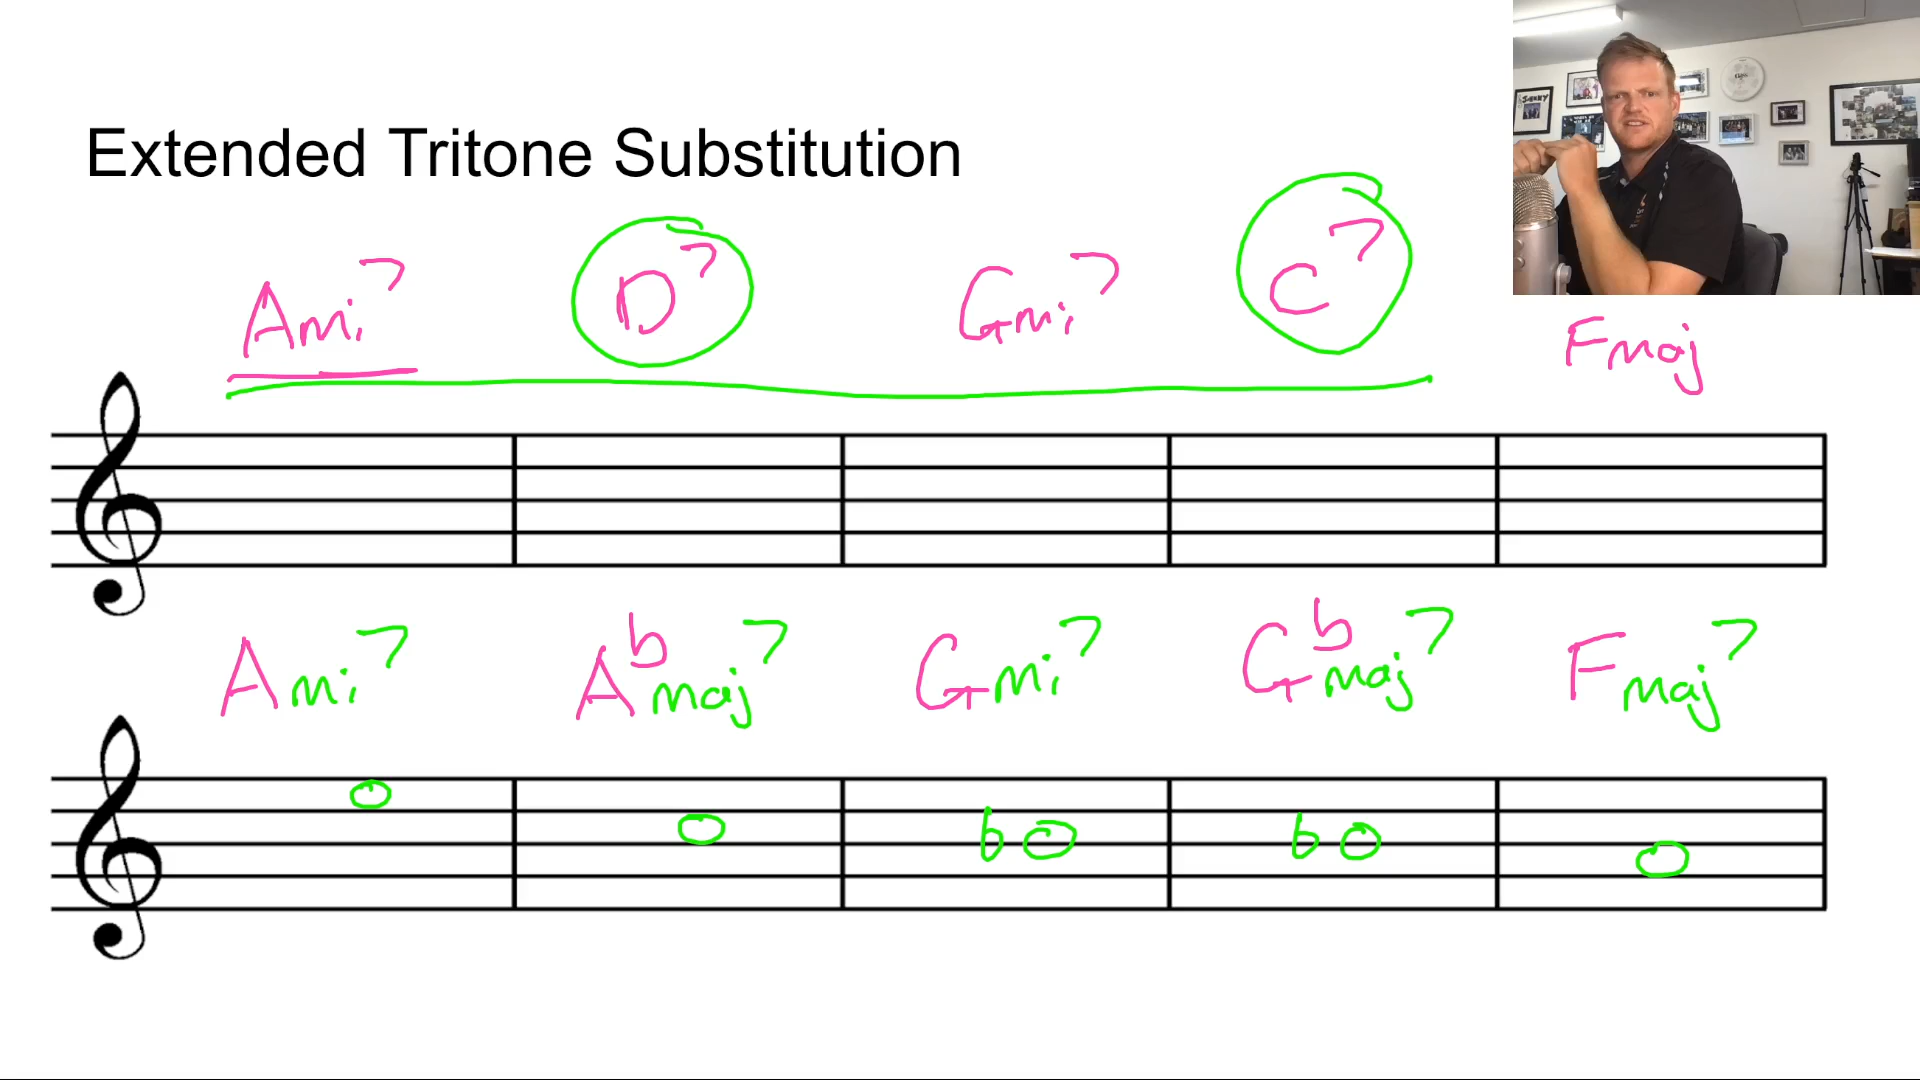 Extended Tritone Substitution
Ami7 D7 Gmi7 C7 Fmaj
Ami7 Abmaj7 Gmi7 Gbmaj7 Fmaj7